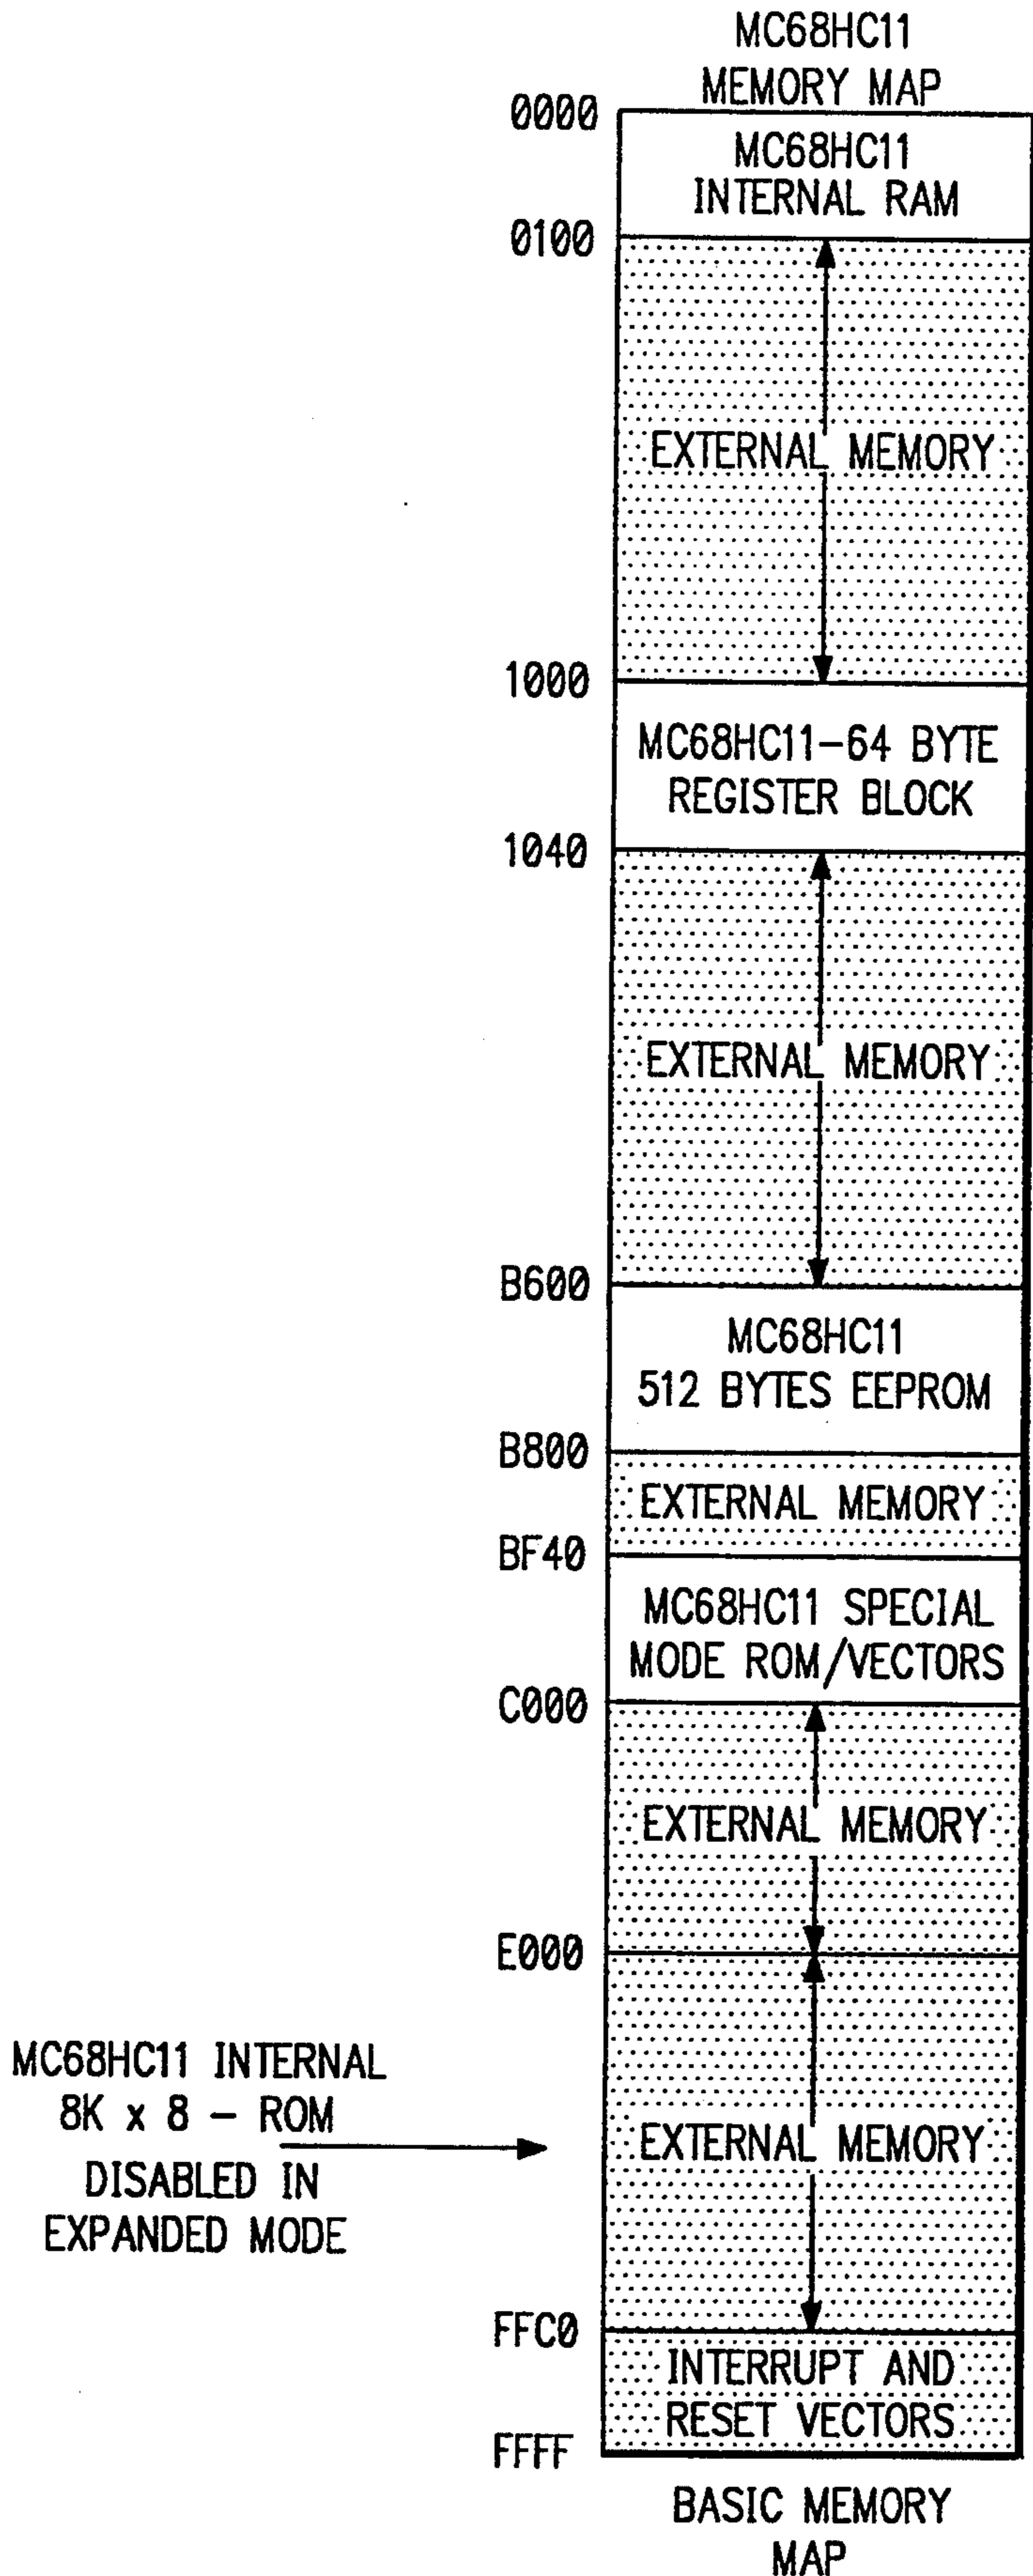 MC68HC11
MEMORY MAP
0000
MC68HC11
INTERNAL RAM
0100
EXTERNAL MEMORY
1000
MC68HC11-64 BYTE
REGISTER BLOCK
1040
EXTERNAL MEMORY
B600
MC68HC11
512 BYTES EEPROM
B800
EXTERNAL MEMORY
BF40
MC68HC11 SPECIAL
MODE ROM/VECTORS
C000
EXTERNAL MEMORY
E000
MC68HC11 INTERNAL
8K x 8 - ROM
DISABLED IN
EXPANDED MODE
EXTERNAL MEMORY
FFC0
INTERRUPT AND
RESET VECTORS
FFFF
BASIC MEMORY
MAP